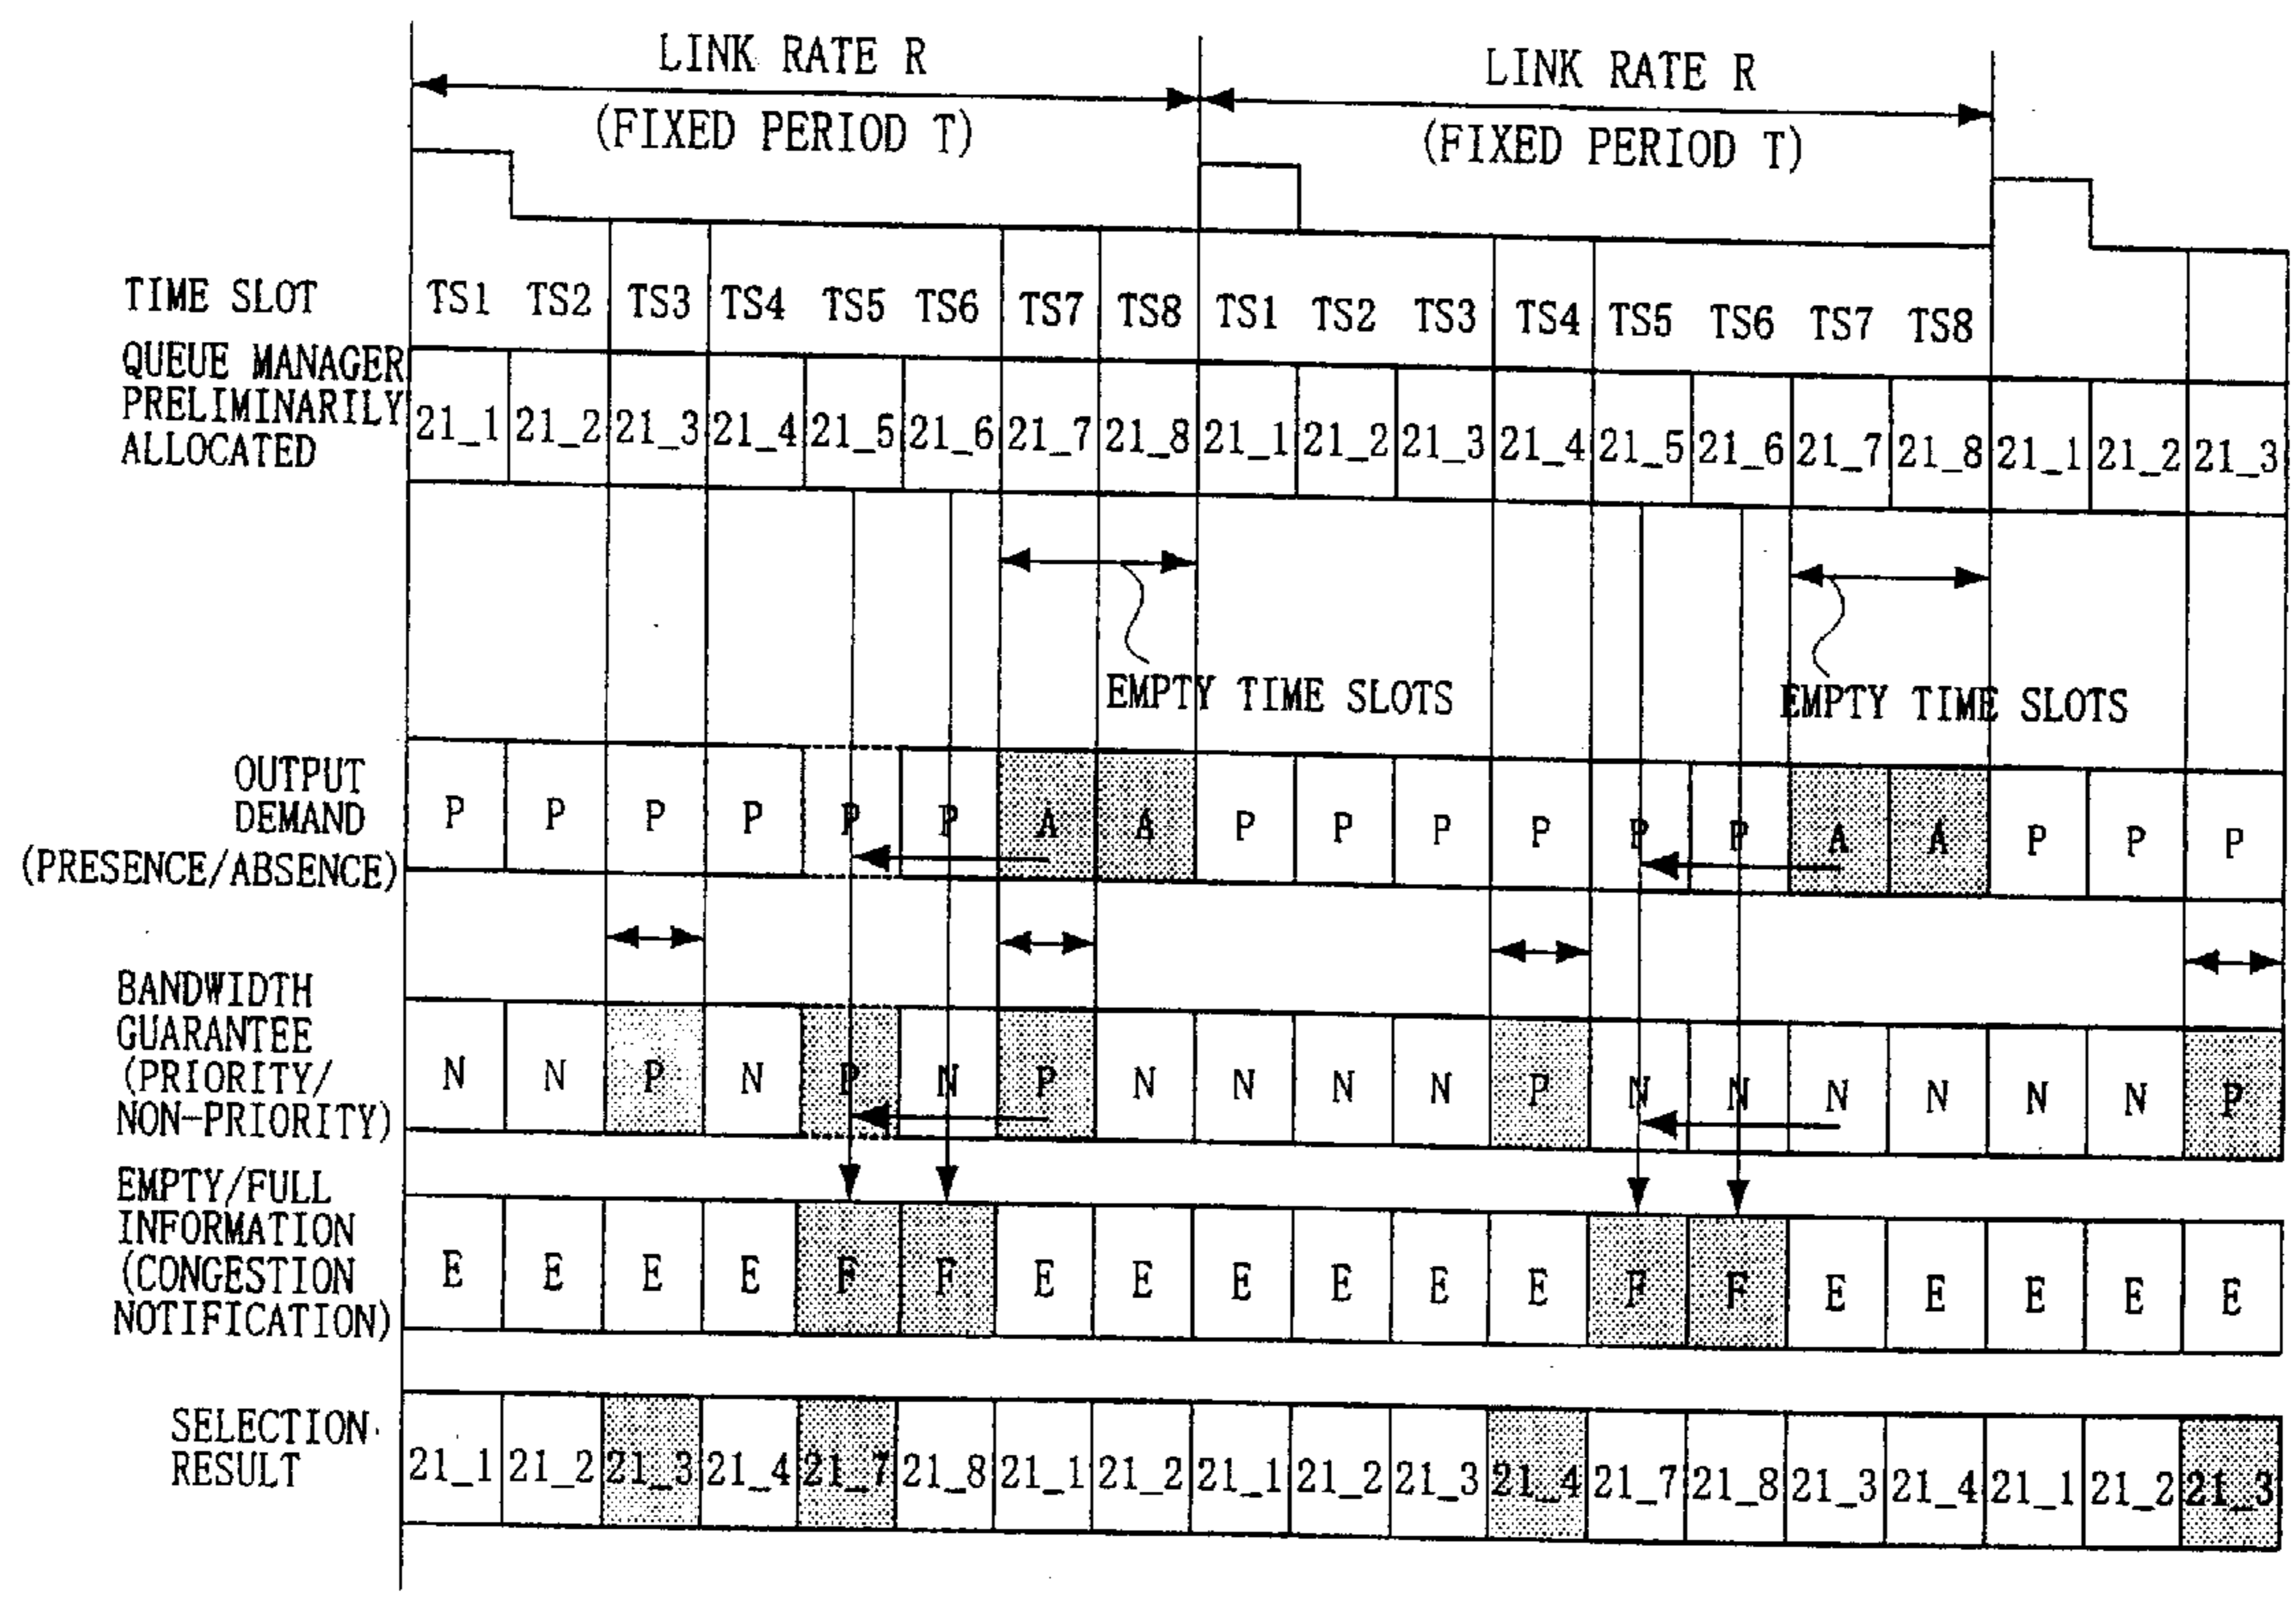 LINK RATE R
(FIXED PERIOD T)
LINK RATE R
(FIXED PERIOD T)
TIME SLOT
TS1 TS2 TS3 TS4 TS5 TS6 TS7 TS8 TS1 TS2 TS3 TS4 TS5 TS6 TS7 TS8
QUEUE MANAGER
PRELIMINARILY
ALLOCATED
21_1 21_2 21_3 21_4 21_5 21_6 21_7 21_8 21_1 21_2 21_3 21_4 21_5 21_6 21_7 21_8 21_1 21_2 21_3
EMPTY TIME SLOTS
EMPTY TIME SLOTS
OUTPUT
DEMAND
(PRESENCE/ABSENCE)
P P P P P P A A P P P P P P A A P P P
BANDWIDTH
GUARANTEE
(PRIORITY/
NON-PRIORITY)
N N P N P N P N N N N P N N N N N N P
EMPTY/FULL
INFORMATION
(CONGESTION
NOTIFICATION)
E E E E F F E E E E E E F F E E E E E
SELECTION
RESULT
21_1 21_2 21_3 21_4 21_7 21_8 21_1 21_2 21_1 21_2 21_3 21_4 21_7 21_8 21_3 21_4 21_1 21_2 21_3